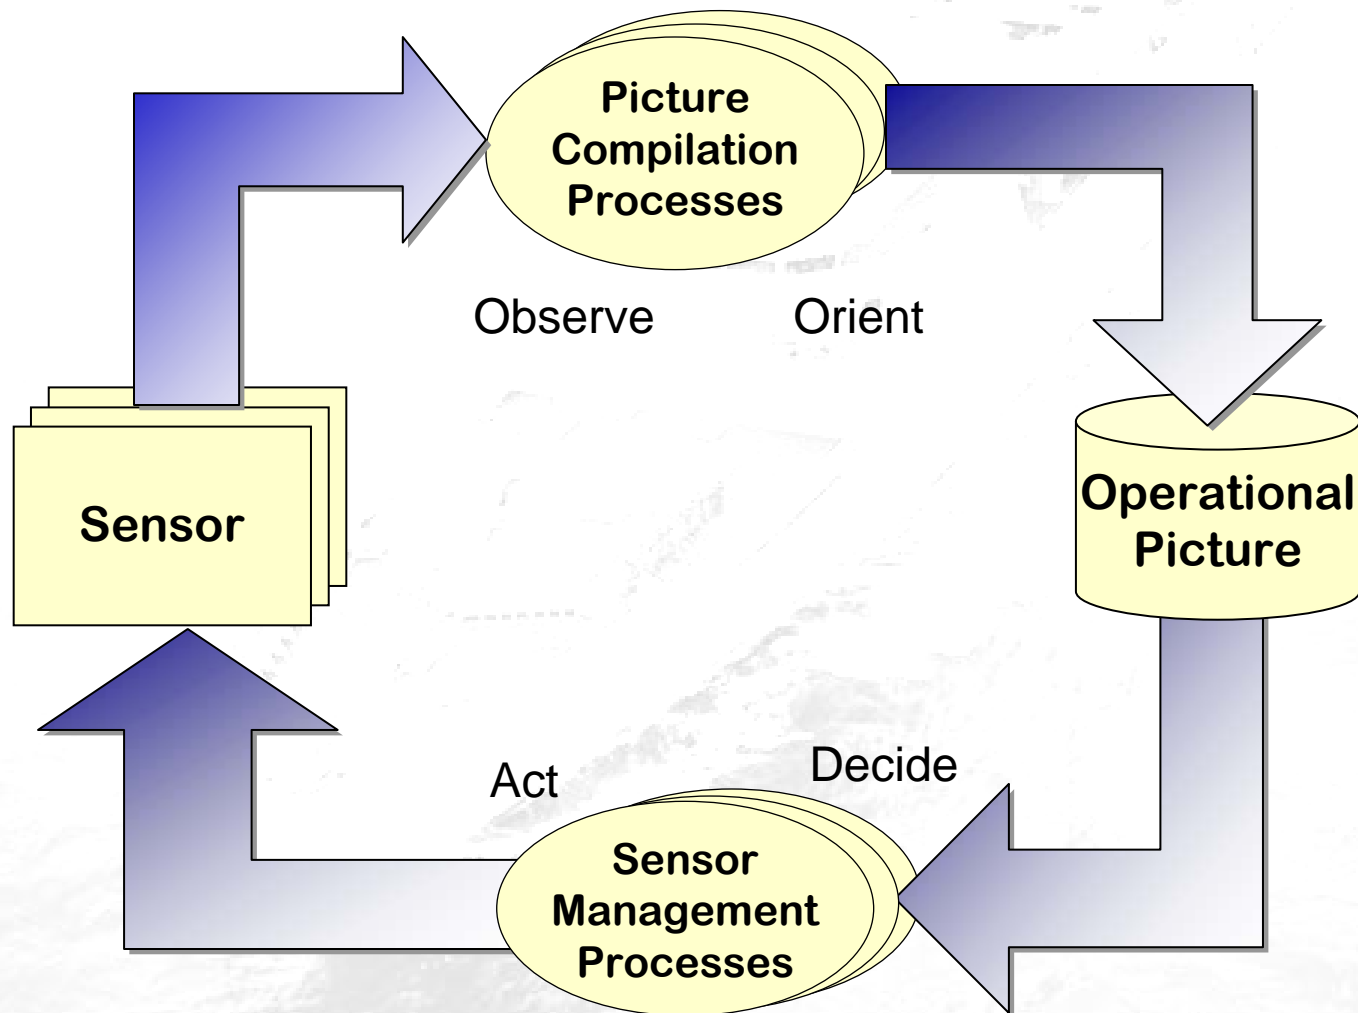 Picture
Compilation
Processes
Observe
Orient
Sensor
Operational
Picture
Act
Decide
Sensor
Management
Processes